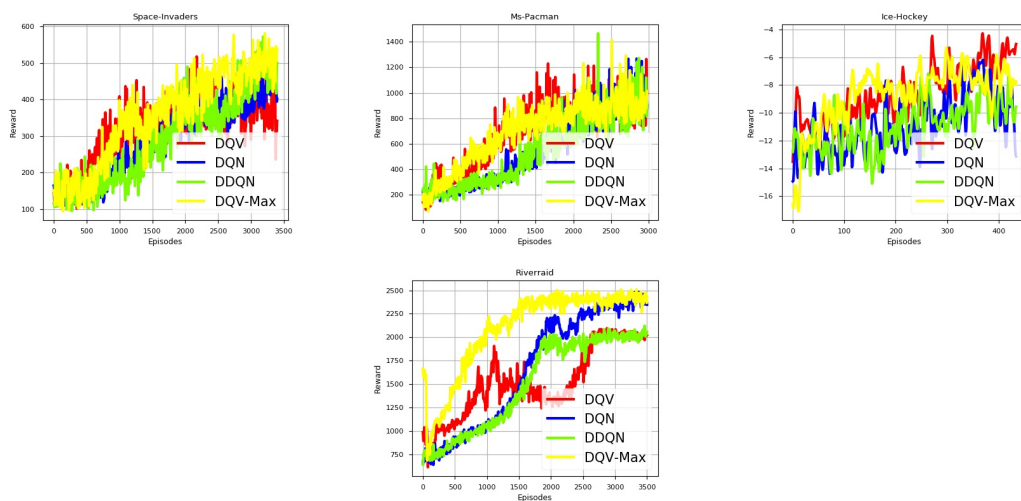 Space-Invaders
600
500
400
300
200
100
Reward
0 500 1000 1500 2000 2500 3000 3500
Episodes
DQV
DQN
DDQN
DQV-Max
Ms-Pacman
1400
1200
1000
800
600
400
200
Reward
0 500 1000 1500 2000 2500 3000
Episodes
DQV
DQN
DDQN
DQV-Max
Ice-Hockey
−4
−6
−8
−10
−12
−14
−16
Reward
0 100 200 300 400
Episodes
DQV
DQN
DDQN
DQV-Max
Riverraid
2500
2250
2000
1750
1500
1250
1000
750
Reward
0 500 1000 1500 2000 2500 3000 3500
Episodes
DQV
DQN
DDQN
DQV-Max